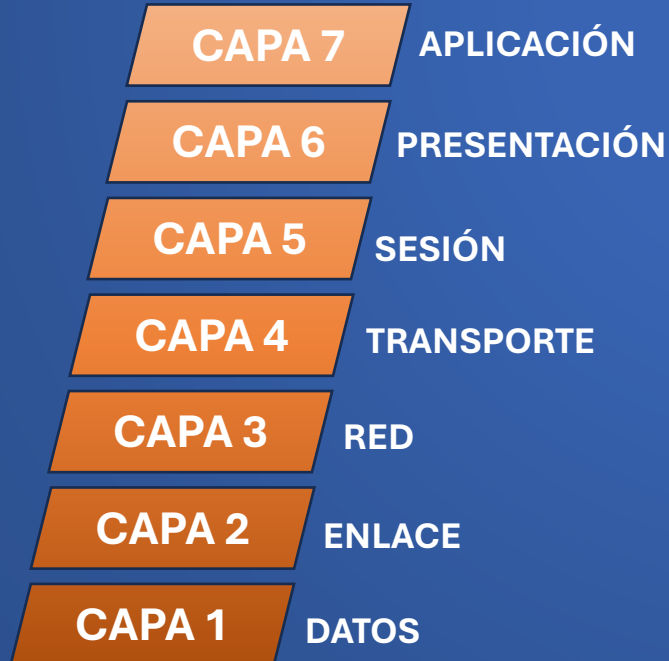 CAPA 7 APLICACIÓN
CAPA 6 PRESENTACIÓN
CAPA 5 SESIÓN
CAPA 4 TRANSPORTE
CAPA 3 RED
CAPA 2 ENLACE
CAPA 1 DATOS